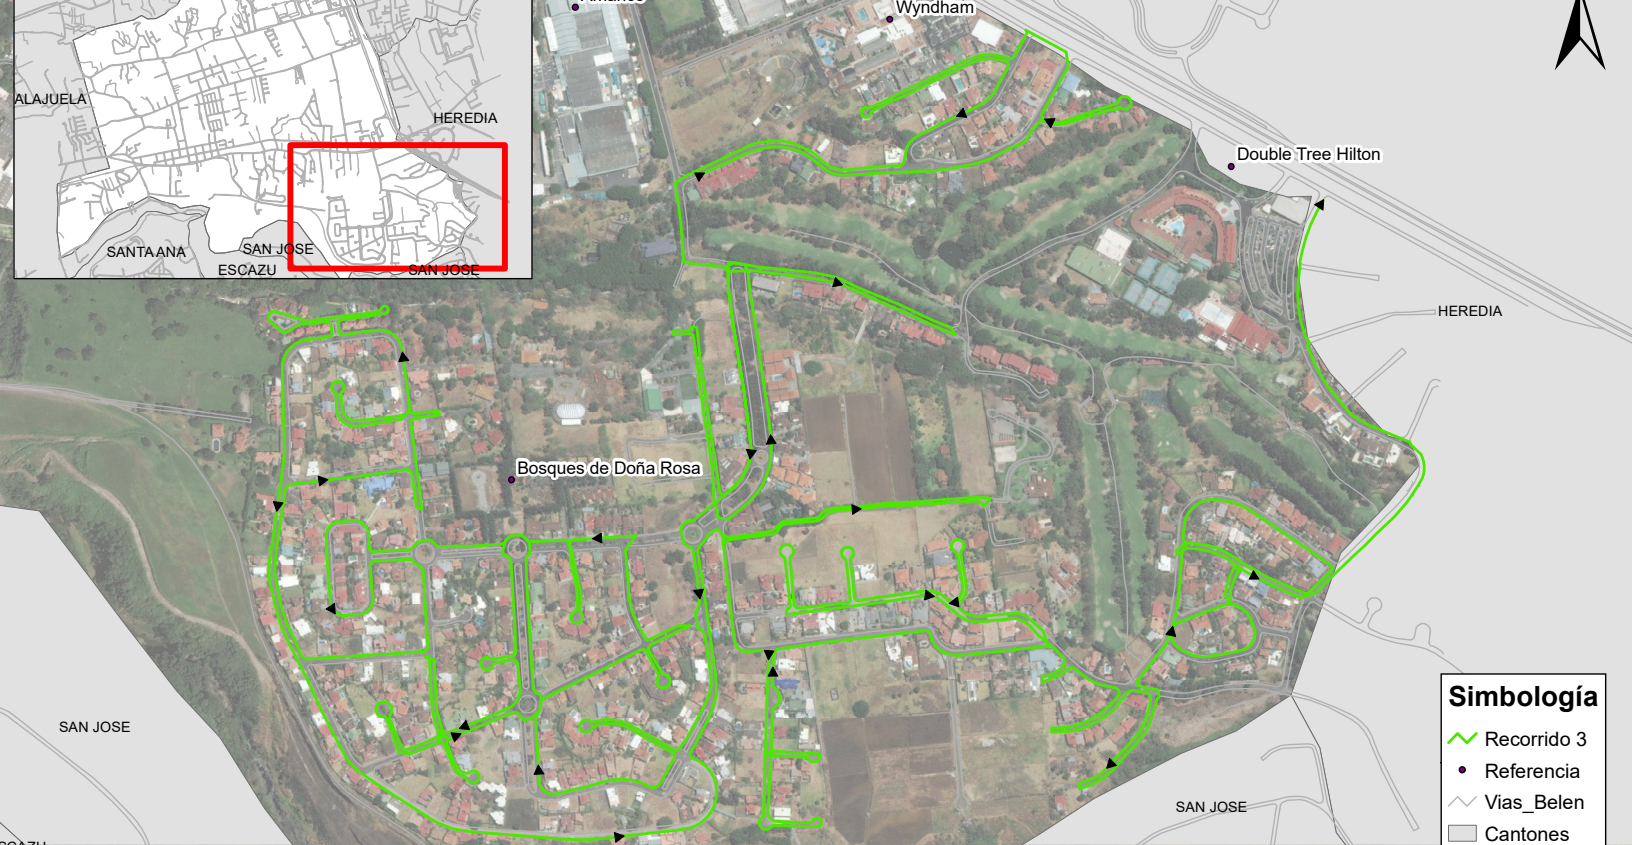 Wyndham
ALAJUELA
HEREDIA
Double Tree Hilton
SANTA ANA
SAN JOSE
ESCAZU
SAN JOSE
HEREDIA
Bosques de Doña Rosa
SAN JOSE
SAN JOSE
Simbología
Recorrido 3
Referencia
Vias_Belen
Cantones